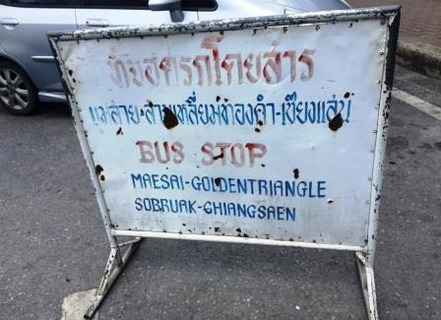 ที่จอดรถโดยสาร
แม่สาย-สามเหลี่ยมทองคำ-เชียงแสน
BUS STOP
MAESAI-GOLDENTRIANGLE
SOBRUAK-CHIANGSAEN